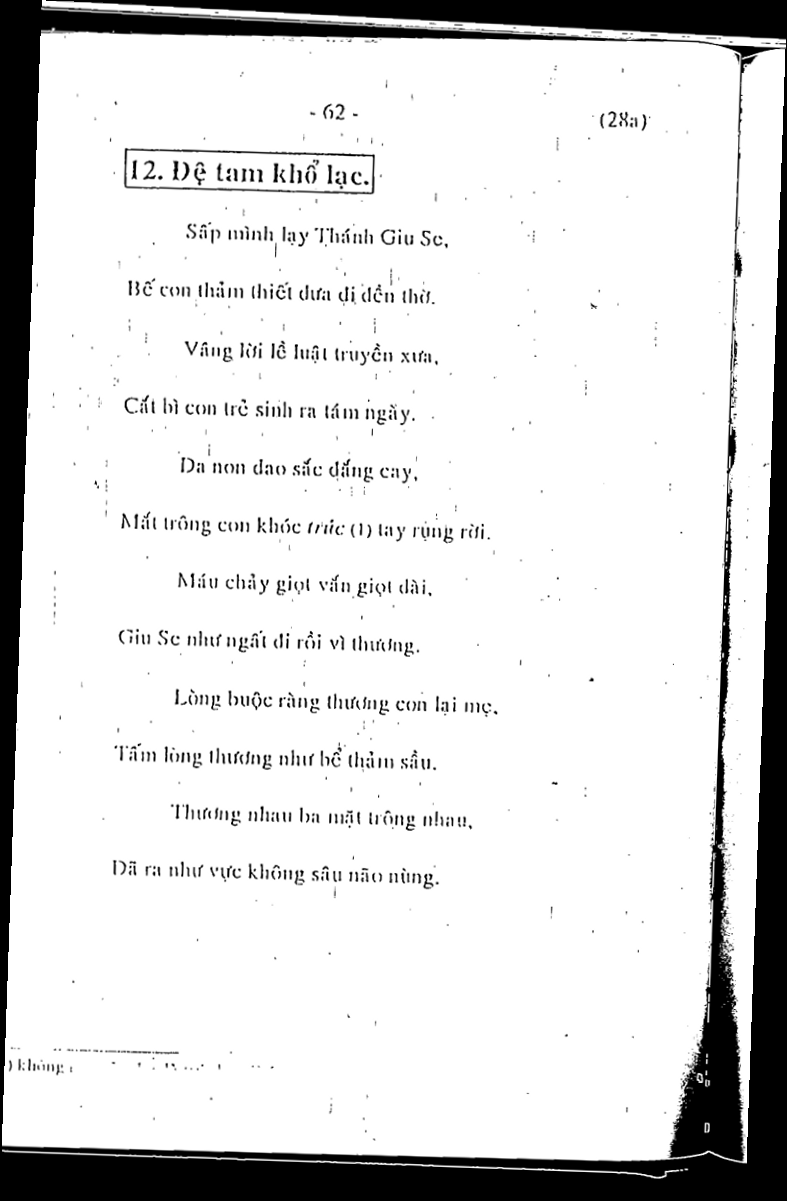 - 62 -
(28a)
12. Đệ tam khổ lạc.
Sấp mình lạy Thánh Giu Se,
Bế con thảm thiết đưa đi đền thờ.
Vâng lời lề luật truyền xưa,
Cắt bì con trẻ sinh ra tám ngày.
Da non dao sắc đắng cay,
Mắt trông con khóc trúc (1) tay rụng rời.
Máu chảy giọt vắn giọt dài,
Giu Se như ngất đi rồi vì thương.
Lòng buộc ràng thương con lại mẹ,
Tấm lòng thương như bể thảm sầu.
Thương nhau ba mặt trông nhau,
Dã ra như vực không sâu não nùng.
) không